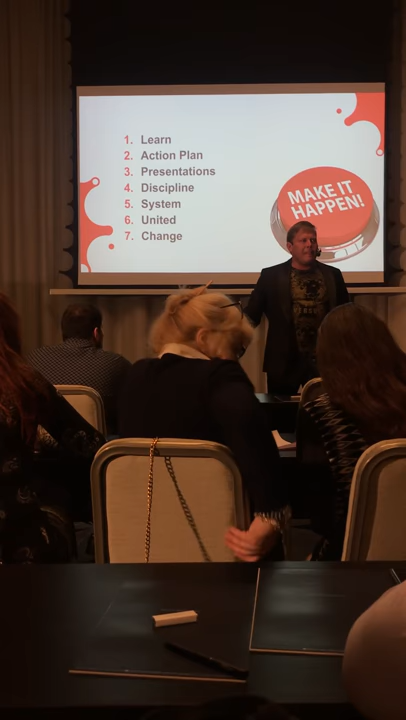 1. Learn
2. Action Plan
3. Presentations
4. Discipline
5. System
6. United
7. Change
MAKE IT
HAPPEN!